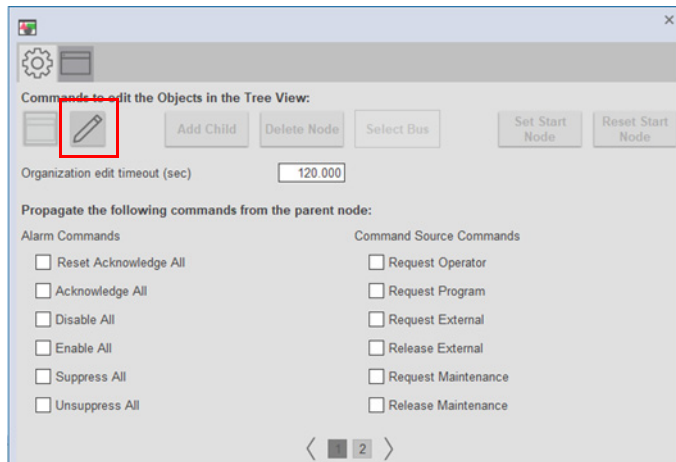 ×
Commands to edit the Objects in the Tree View:
Add Child
Delete Node
Select Bus
Set Start
Node
Reset Start
Node
Organization edit timeout (sec)
120.000
Propagate the following commands from the parent node:
Alarm Commands
Command Source Commands
Reset Acknowledge All
Request Operator
Acknowledge All
Request Program
Disable All
Request External
Enable All
Release External
Suppress All
Request Maintenance
Unsuppress All
Release Maintenance
1 2